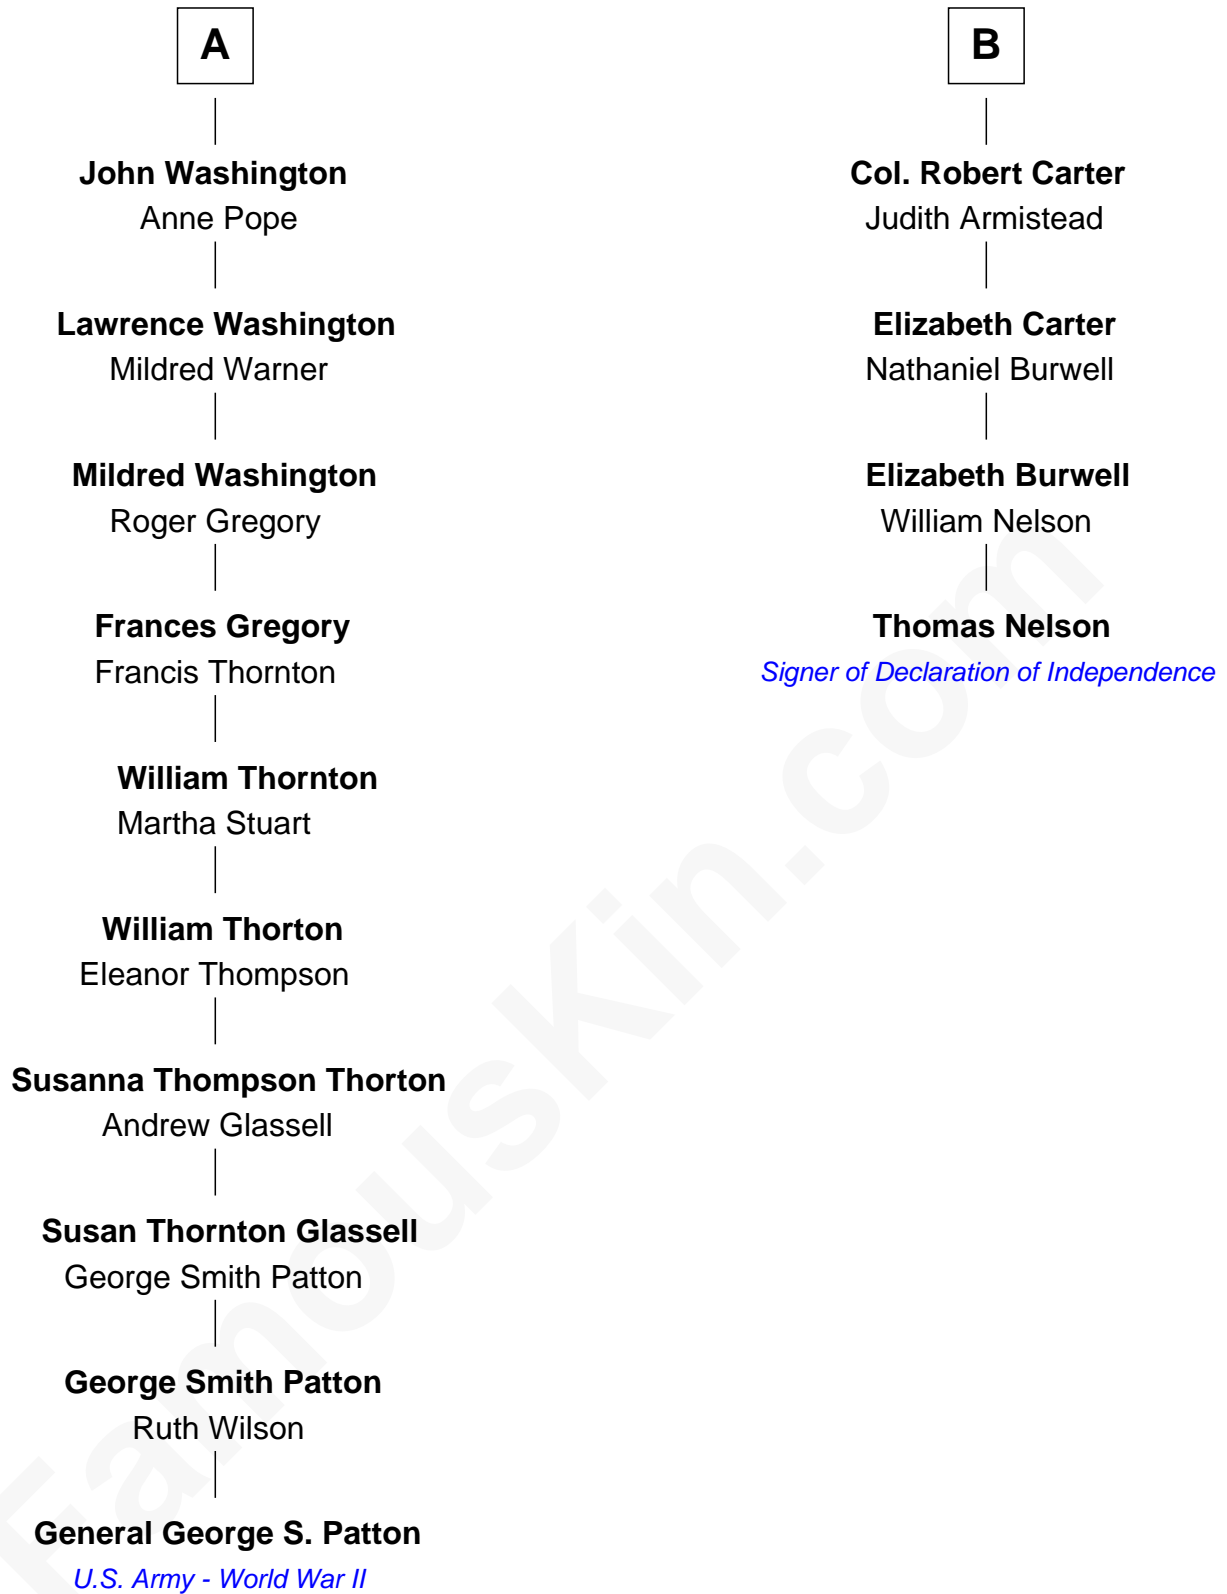 A
John Washington
Anne Pope
Lawrence Washington
Mildred Warner
Mildred Washington
Roger Gregory
Frances Gregory
Francis Thornton
William Thornton
Martha Stuart
William Thorton
Eleanor Thompson
Susanna Thompson Thorton
Andrew Glassell
Susan Thornton Glassell
George Smith Patton
George Smith Patton
Ruth Wilson
General George S. Patton
U.S. Army - World War II
B
Col. Robert Carter
Judith Armistead
Elizabeth Carter
Nathaniel Burwell
Elizabeth Burwell
William Nelson
Thomas Nelson
Signer of Declaration of Independence
FamousKin.com